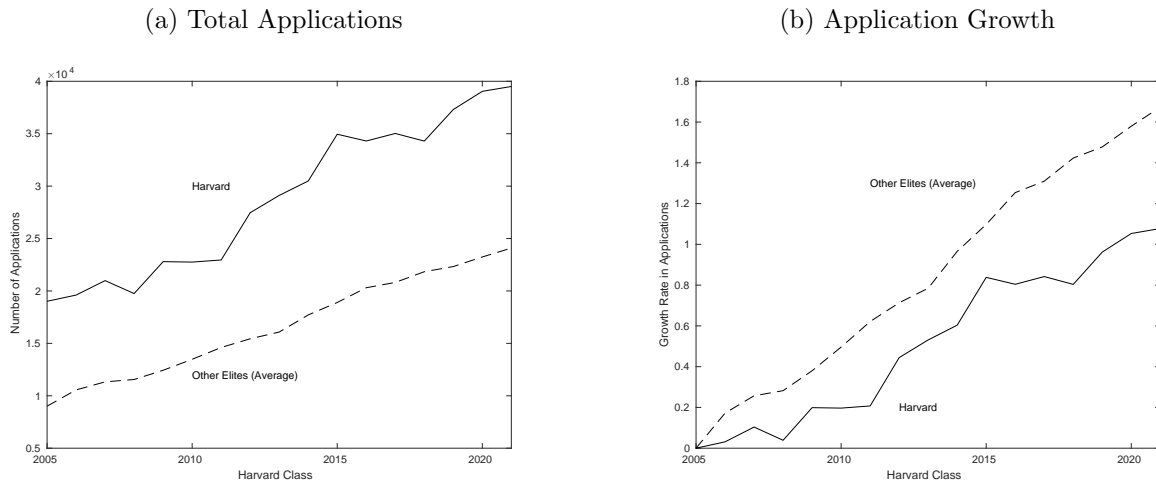 (a) Total Applications
(b) Application Growth
×10⁴
4
3.5
3
2.5
2
1.5
1
0.5
Number of Applications
Harvard
Other Elites (Average)
2005 2010 2015 2020
Harvard Class
1.8
1.6
1.4
1.2
1
0.8
0.6
0.4
0.2
0
Growth Rate in Applications
Other Elites (Average)
Harvard
2005 2010 2015 2020
Harvard Class